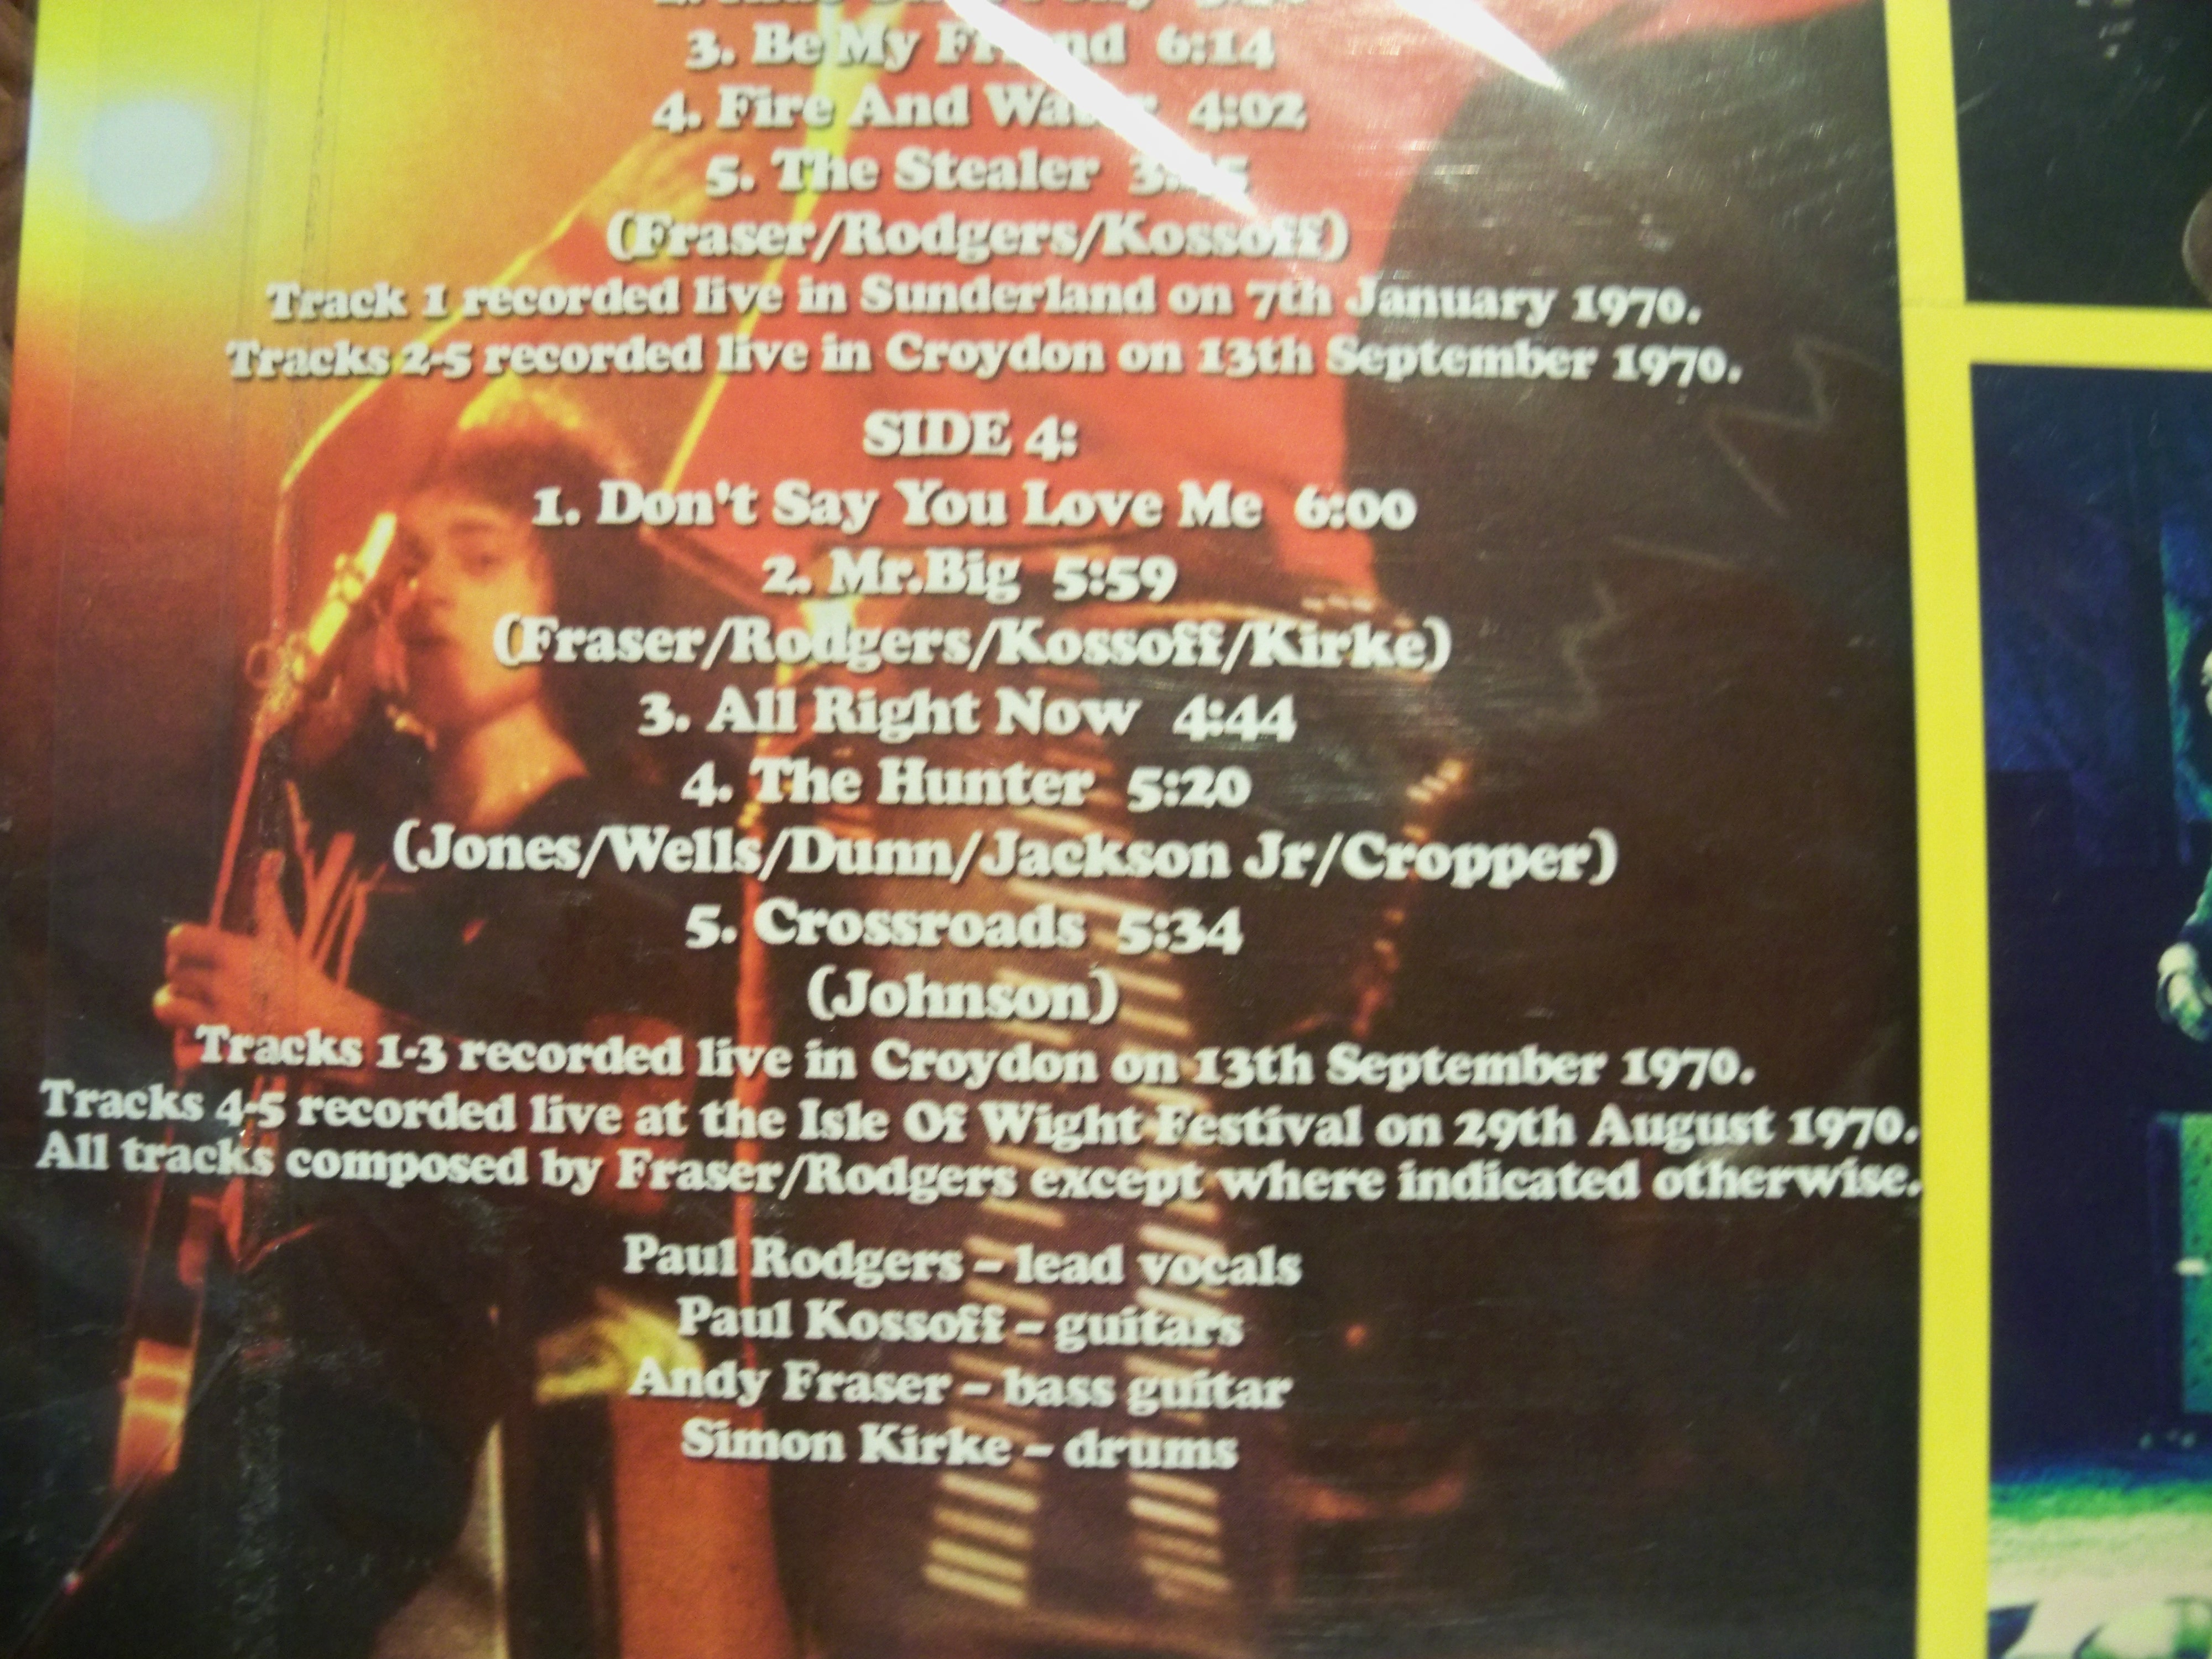 3. Be My Friend 6:14
4. Fire And Water 4:02
5. The Stealer
(Fraser/Rodgers/Kossoff)
Track 1 recorded live in Sunderland on 7th January 1970.
Tracks 2-5 recorded live in Croydon on 13th September 1970.
SIDE 4:
1. Don't Say You Love Me 6:00
2. Mr.Big 5:59
(Fraser/Rodgers/Kossoff/Kirke)
3. All Right Now 4:44
4. The Hunter 5:20
(Jones/Wells/Dunn/Jackson Jr/Cropper)
5. Crossroads 5:34
(Johnson)
Tracks 1-3 recorded live in Croydon on 13th September 1970.
Tracks 4-5 recorded live at the Isle Of Wight Festival on 29th August 1970.
All tracks composed by Fraser/Rodgers except where indicated otherwise.
Paul Rodgers – lead vocals
Paul Kossoff – guitars
Andy Fraser – bass guitar
Simon Kirke – drums